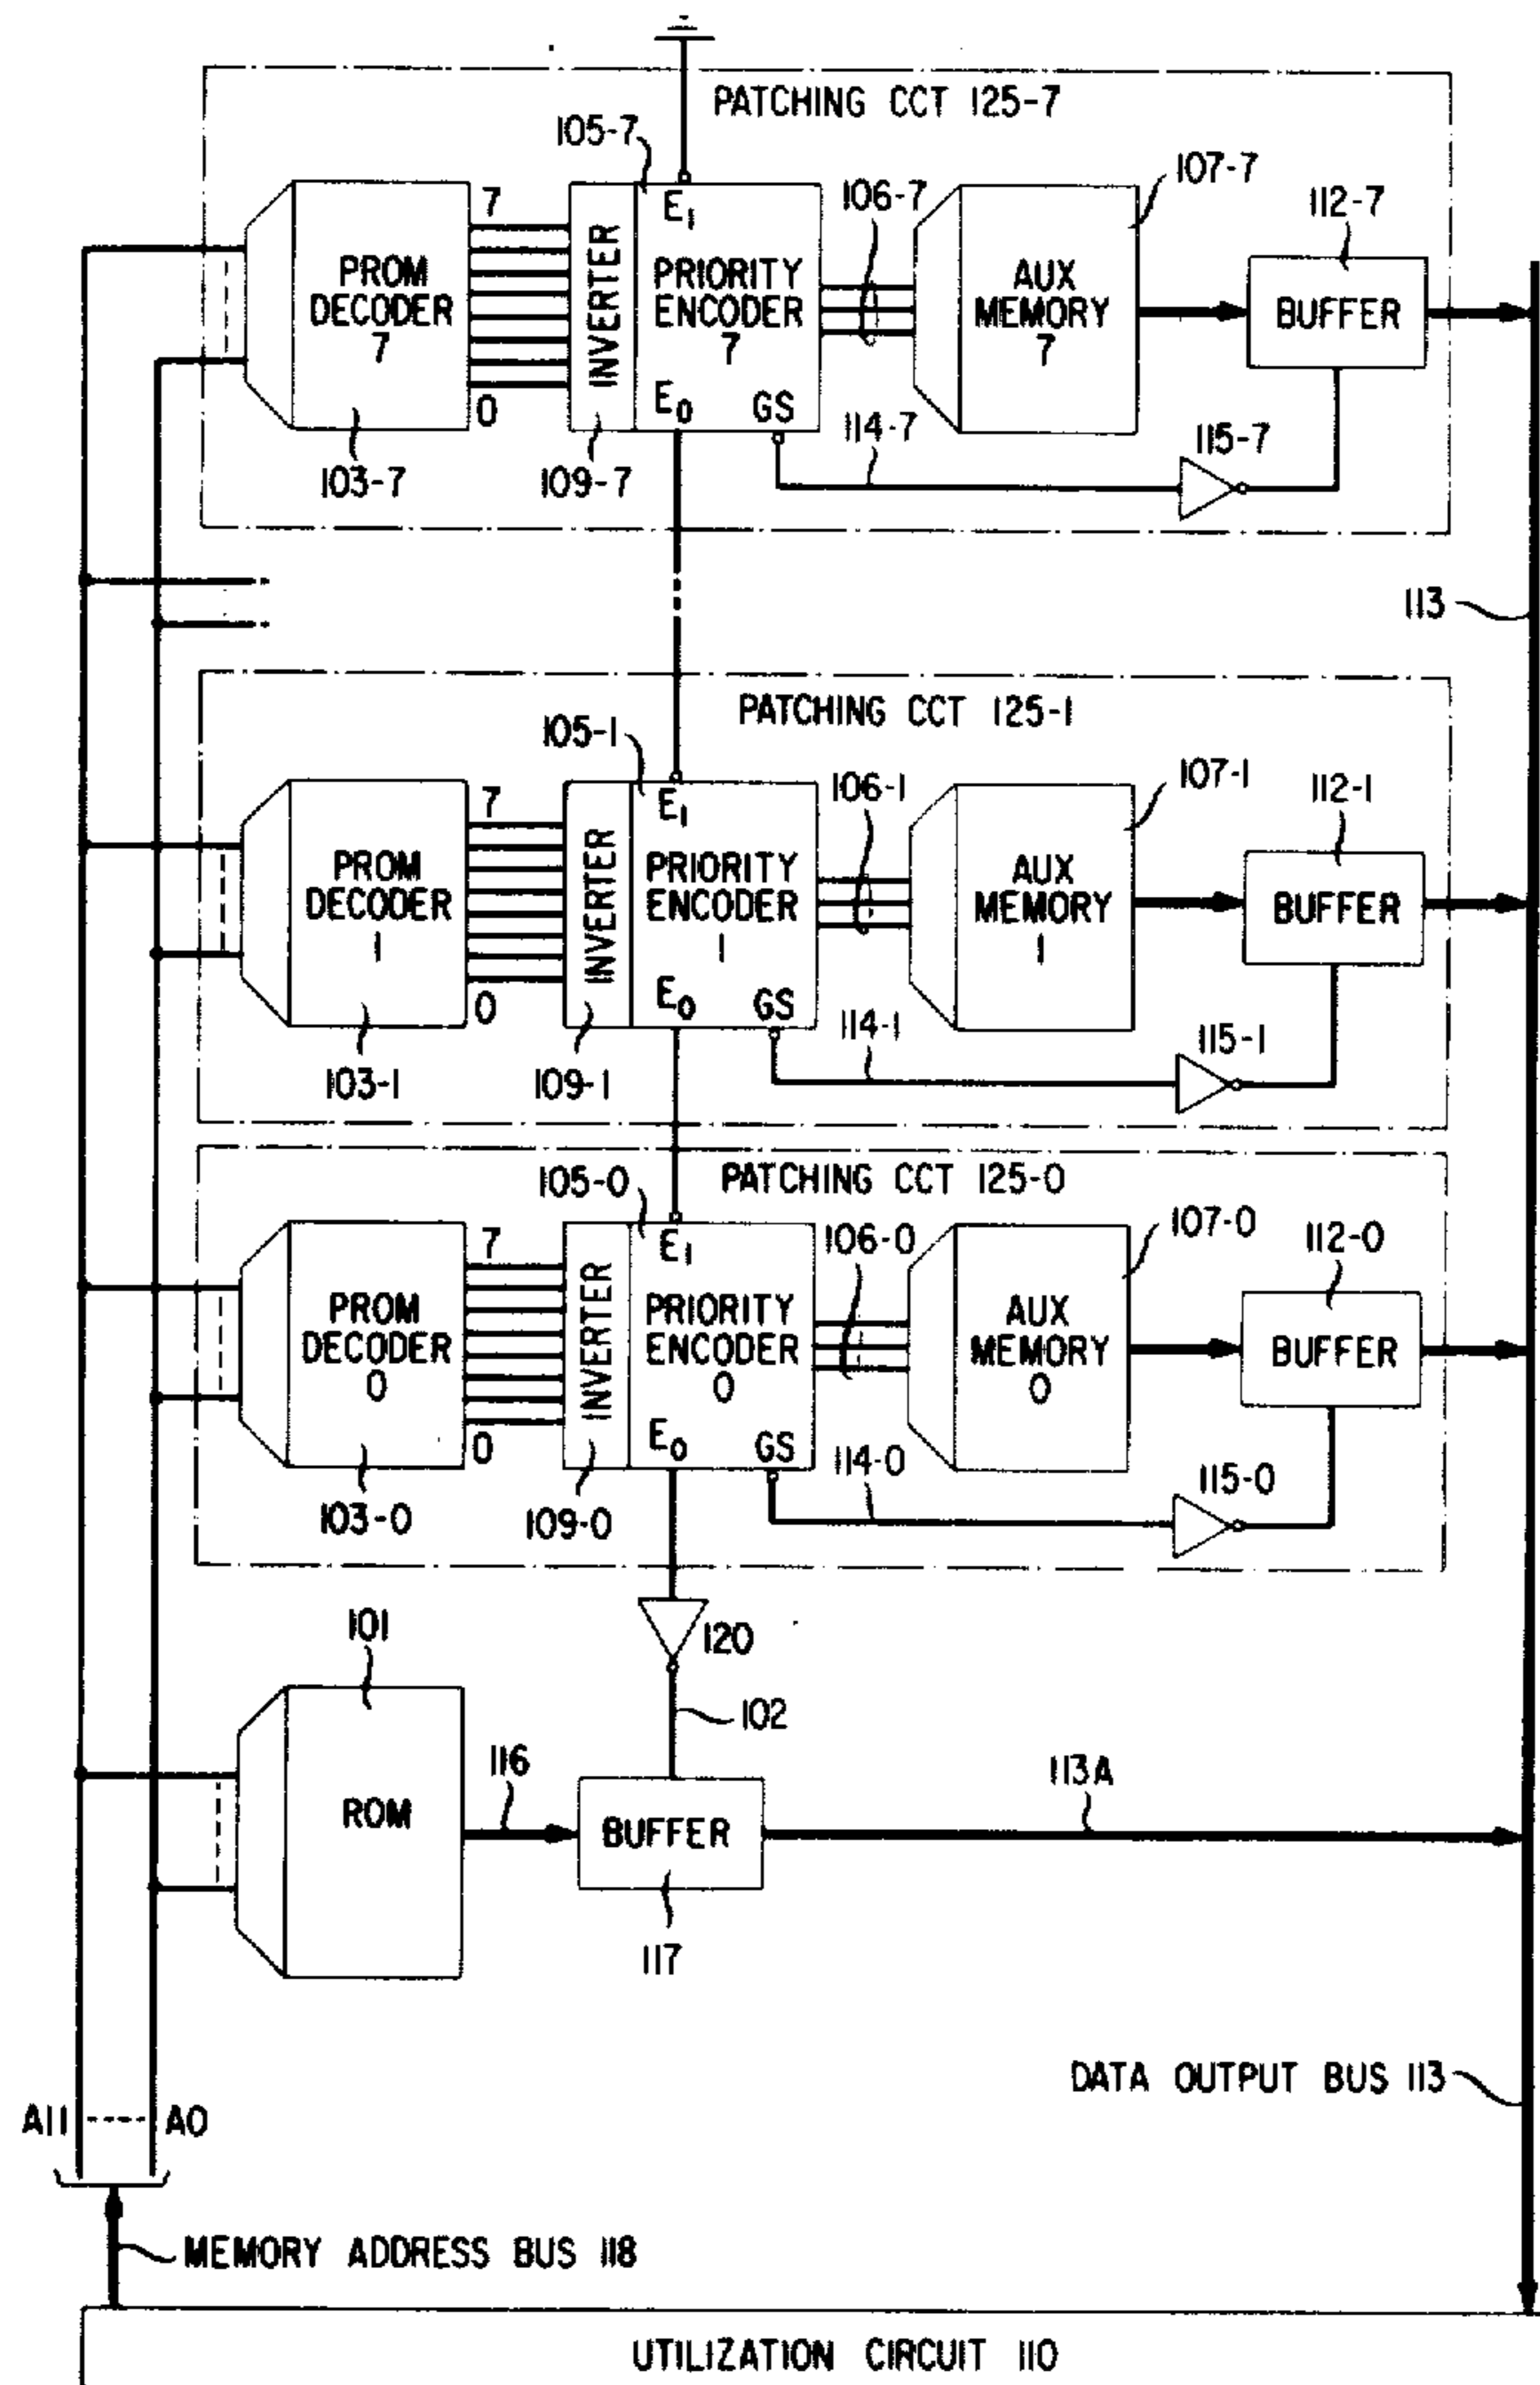 PATCHING CCT 125-7
105-7
107-7
106-7
112-7
7
E1
PROM
DECODER
7
INVERTER
PRIORITY
ENCODER
7
AUX
MEMORY
7
BUFFER
0
E0
GS
114-7
115-7
103-7
109-7
113
PATCHING CCT 125-1
105-1
107-1
106-1
112-1
7
E1
PROM
DECODER
1
INVERTER
PRIORITY
ENCODER
1
AUX
MEMORY
1
BUFFER
0
E0
GS
114-1
115-1
103-1
109-1
PATCHING CCT 125-0
105-0
107-0
106-0
112-0
7
E1
PROM
DECODER
0
INVERTER
PRIORITY
ENCODER
0
AUX
MEMORY
0
BUFFER
0
E0
GS
114-0
115-0
103-0
109-0
101
120
102
116
113A
ROM
BUFFER
117
DATA OUTPUT BUS 113
A11 ---- A0
MEMORY ADDRESS BUS 118
UTILIZATION CIRCUIT 110